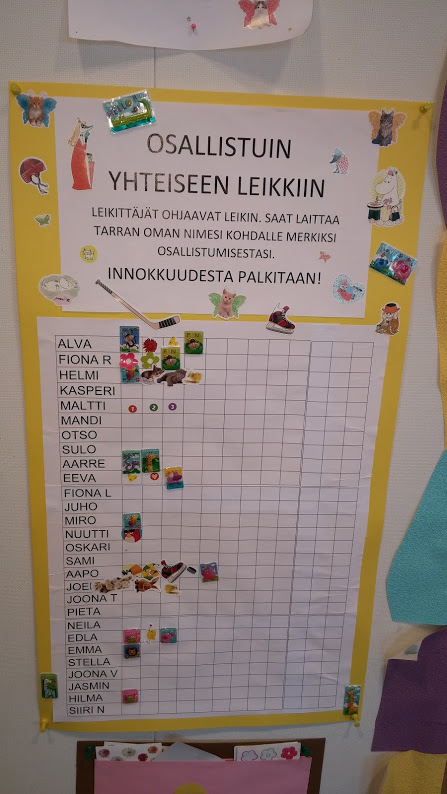 OSALLISTUIN
YHTEISEEN LEIKKIIN
LEIKITTÄJÄT OHJAAVAT LEIKIN. SAAT LAITTAA
TARRAN OMAN NIMESI KOHDALLE MERKIKSI
OSALLISTUMISESTASI.
INNOKKUUDESTA PALKITAAN!
ALVA
FIONA R
HELMI
KASPERI
MALTTI 1 2 3
MANDI
OTSO
SULO
AARRE
EEVA
FIONA L
JUHO
MIRO
NUUTTI
OSKARI
SAMI
AAPO
JOONA T
PIETA
NEILA
EDLA
EMMA
STELLA
JOONA V
JASMIN
HILMA
SIIRI N